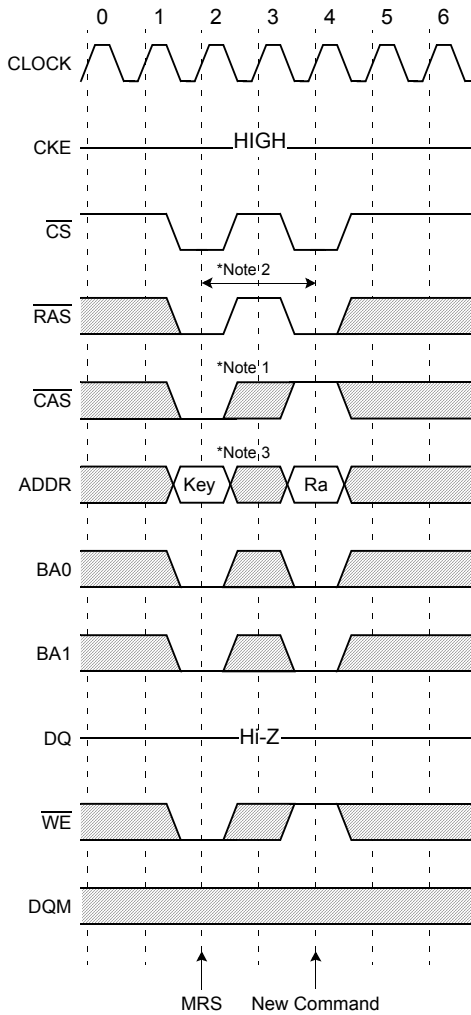 0 1 2 3 4 5 6
CLOCK
CKE HIGH
CS
*Note 2
RAS
*Note 1
CAS
*Note 3
ADDR Key Ra
BA0
BA1
DQ Hi-Z
WE
DQM
MRS New Command